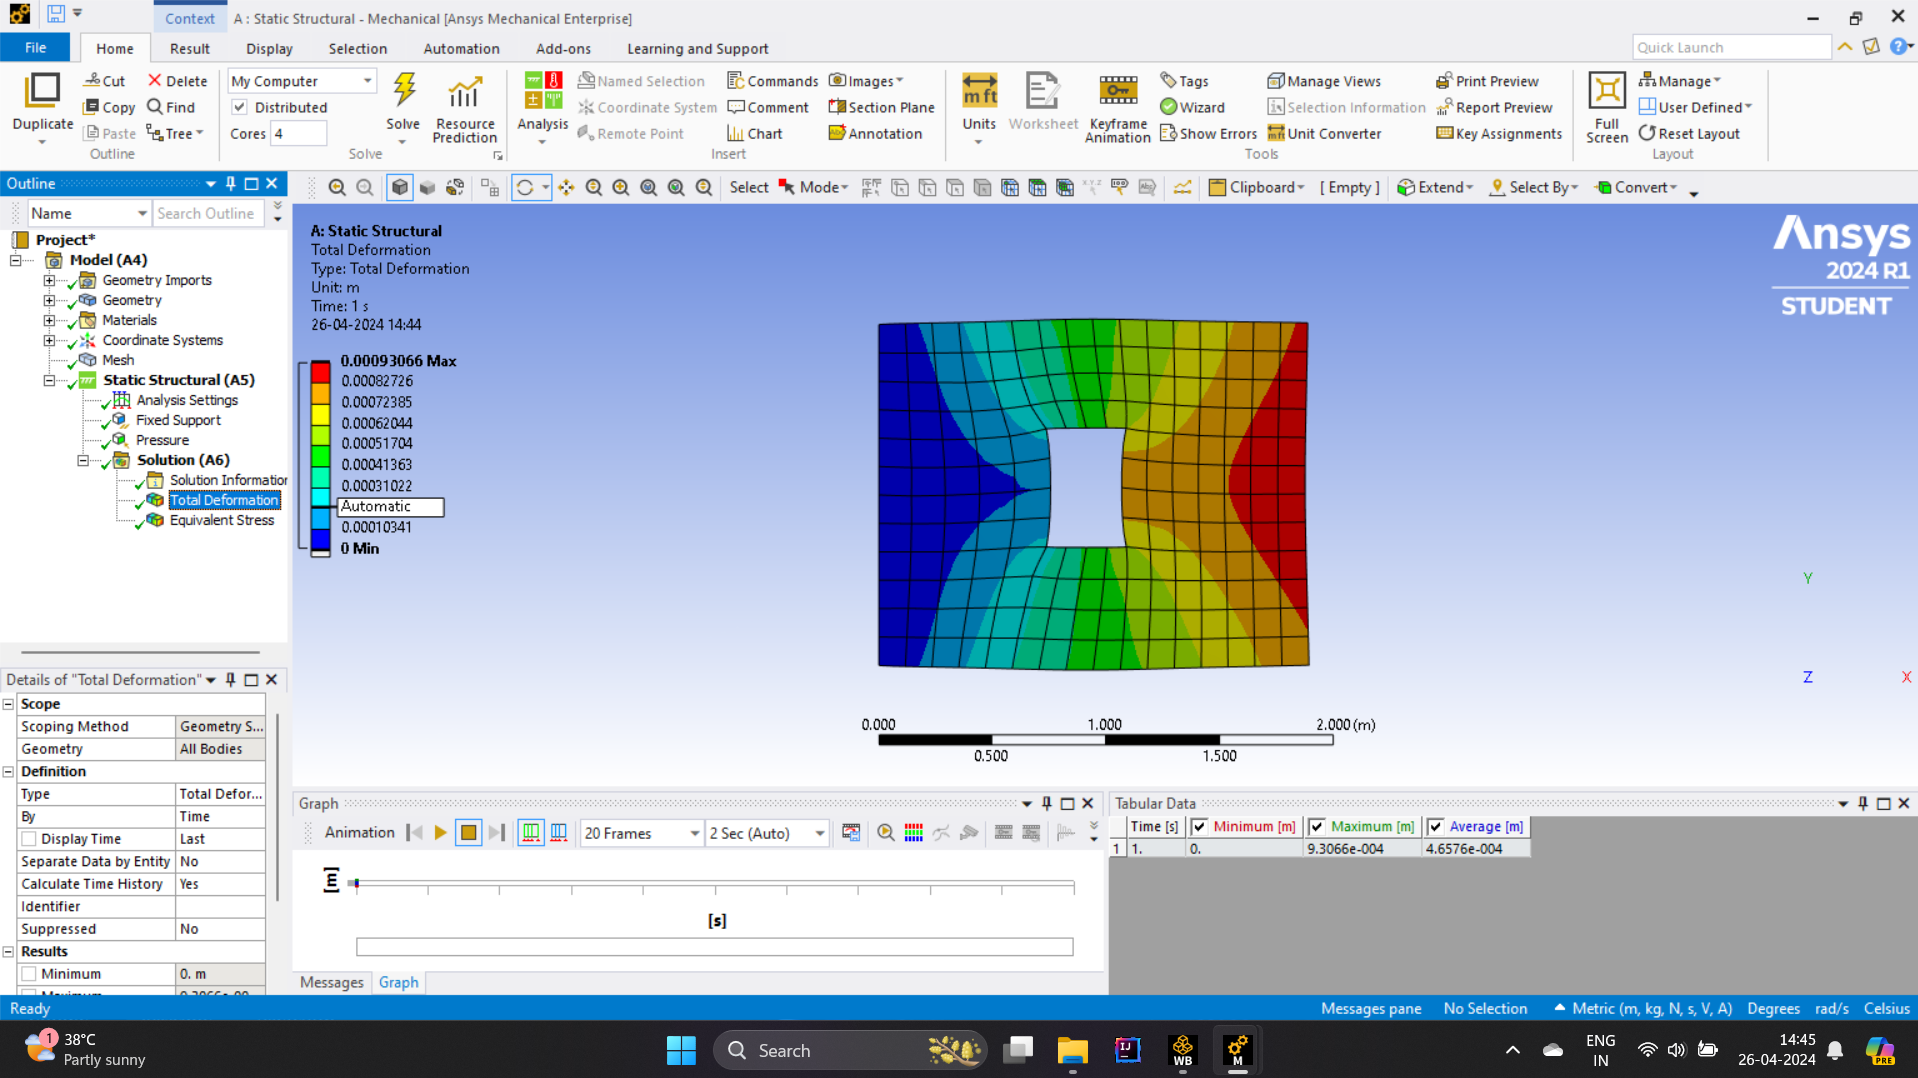 Context A : Static Structural - Mechanical [Ansys Mechanical Enterprise]
File Home Result Display Selection Automation Add-ons Learning and Support Quick Launch
Duplicate Cut Delete My Computer Solve Resource Prediction Analysis Named Selection Commands Images Units Worksheet Keyframe Animation Tags Manage Views Print Preview Full Screen Manage
Copy Find Distributed Coordinate System Comment Section Plane Wizard Selection Information Report Preview User Defined
Paste Tree Cores 4 Remote Point Chart Annotation Show Errors Unit Converter Key Assignments Reset Layout
Outline Solve Insert Tools Layout
Outline
Select Mode Clipboard [ Empty ] Extend Select By Convert
Name Search Outline
Project*
Model (A4)
Geometry Imports
Geometry
Materials
Coordinate Systems
Mesh
Static Structural (A5)
Analysis Settings
Fixed Support
Pressure
Solution (A6)
Solution Information
Total Deformation
Equivalent Stress
A: Static Structural
Total Deformation
Type: Total Deformation
Unit: m
Time: 1 s
26-04-2024 14:44
0.00093066 Max
0.00082726
0.00072385
0.00062044
0.00051704
0.00041363
0.00031022
Automatic
0.00010341
0 Min
Ansys
2024 R1
STUDENT
Y
Z X
0.000 1.000 2.000 (m)
0.500 1.500
Details of "Total Deformation"
Scope
Scoping Method Geometry S...
Geometry All Bodies
Definition
Type Total Defor...
By Time
Display Time Last
Separate Data by Entity No
Calculate Time History Yes
Identifier
Suppressed No
Results
Minimum 0. m
Graph
Animation 20 Frames 2 Sec (Auto)
[m]
[s]
Messages Graph
Tabular Data
Time [s] Minimum [m] Maximum [m] Average [m]
1 1. 0. 9.3066e-004 4.6576e-004
Ready Messages pane No Selection Metric (m, kg, N, s, V, A) Degrees rad/s Celsius
1 38°C
Partly sunny
Search
IJ
WB
M
ENG
IN
14:45
26-04-2024
PRE